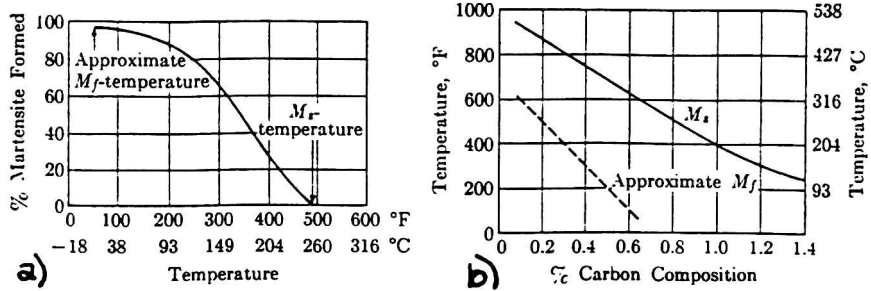 % Martensite Formed
100
80
60
40
20
0
Approximate
Mf-temperature
Ms-
temperature
0 100 200 300 400 500 600 °F
−18 38 93 149 204 260 316 °C
Temperature
a)
Temperature, °F
1000
800
600
400
200
0
Ms
Approximate Mf
538
427
316
204
93
Temperature, °C
0.2 0.4 0.6 0.8 1.0 1.2 1.4
% Carbon Composition
b)